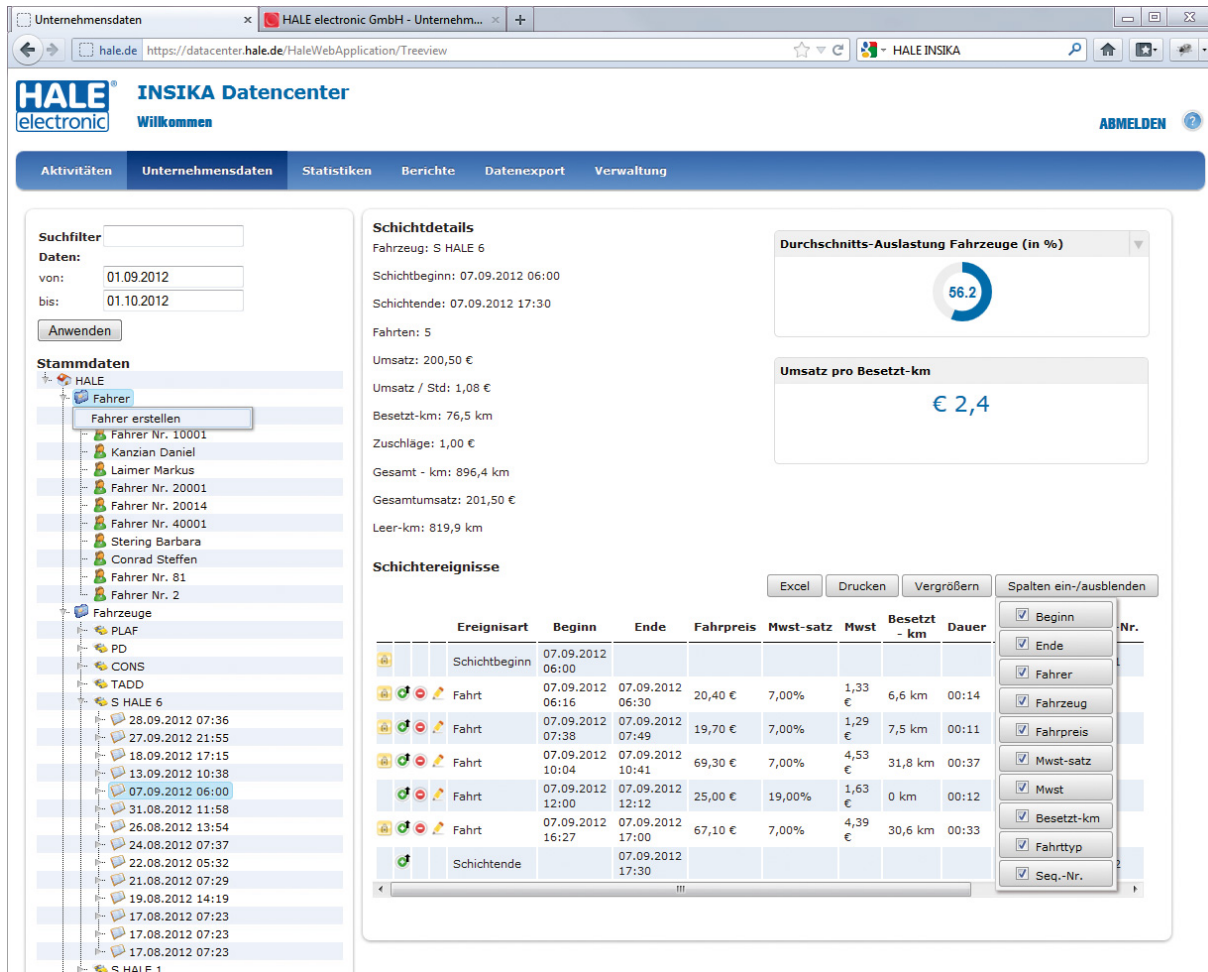 Unternehmensdaten
HALE electronic GmbH - Unternehm...
hale.de https://datacenter.hale.de/HaleWebApplication/Treeview
HALE INSIKA
HALE®
electronic
INSIKA Datencenter
Willkommen
ABMELDEN
?
Aktivitäten Unternehmensdaten Statistiken Berichte Datenexport Verwaltung
Suchfilter
Daten:
von: 01.09.2012
bis: 01.10.2012
Anwenden
Stammdaten
HALE
Fahrer
Fahrer erstellen
Fahrer Nr. 10001
Kanzian Daniel
Laimer Markus
Fahrer Nr. 20001
Fahrer Nr. 20014
Fahrer Nr. 40001
Stering Barbara
Conrad Steffen
Fahrer Nr. 81
Fahrer Nr. 2
Fahrzeuge
PLAF
PD
CONS
TADD
S HALE 6
28.09.2012 07:36
27.09.2012 21:55
18.09.2012 17:15
13.09.2012 10:38
07.09.2012 06:00
31.08.2012 11:58
26.08.2012 13:54
24.08.2012 07:37
22.08.2012 05:32
21.08.2012 07:29
19.08.2012 14:19
17.08.2012 07:23
17.08.2012 07:23
17.08.2012 07:23
S HALE 1
Schichtdetails
Fahrzeug: S HALE 6
Schichtbeginn: 07.09.2012 06:00
Schichtende: 07.09.2012 17:30
Fahrten: 5
Umsatz: 200,50 €
Umsatz / Std: 1,08 €
Besetzt-km: 76,5 km
Zuschläge: 1,00 €
Gesamt - km: 896,4 km
Gesamtumsatz: 201,50 €
Leer-km: 819,9 km
Durchschnitts-Auslastung Fahrzeuge (in %)
56.2
Umsatz pro Besetzt-km
€ 2,4
Schichtereignisse
Excel Drucken Vergrößern Spalten ein-/ausblenden
Ereignisart Beginn Ende Fahrpreis Mwst-satz Mwst Besetzt - km Dauer -Nr.
Schichtbeginn 07.09.2012 06:00
Fahrt 07.09.2012 06:16 07.09.2012 06:30 20,40 € 7,00% 1,33 € 6,6 km 00:14
Fahrt 07.09.2012 07:38 07.09.2012 07:49 19,70 € 7,00% 1,29 € 7,5 km 00:11
Fahrt 07.09.2012 10:04 07.09.2012 10:41 69,30 € 7,00% 4,53 € 31,8 km 00:37
Fahrt 07.09.2012 12:00 07.09.2012 12:12 25,00 € 19,00% 1,63 € 0 km 00:12
Fahrt 07.09.2012 16:27 07.09.2012 17:00 67,10 € 7,00% 4,39 € 30,6 km 00:33
Schichtende 07.09.2012 17:30
Beginn
Ende
Fahrer
Fahrzeug
Fahrpreis
Mwst-satz
Mwst
Besetzt-km
Fahrttyp
Seq.-Nr.